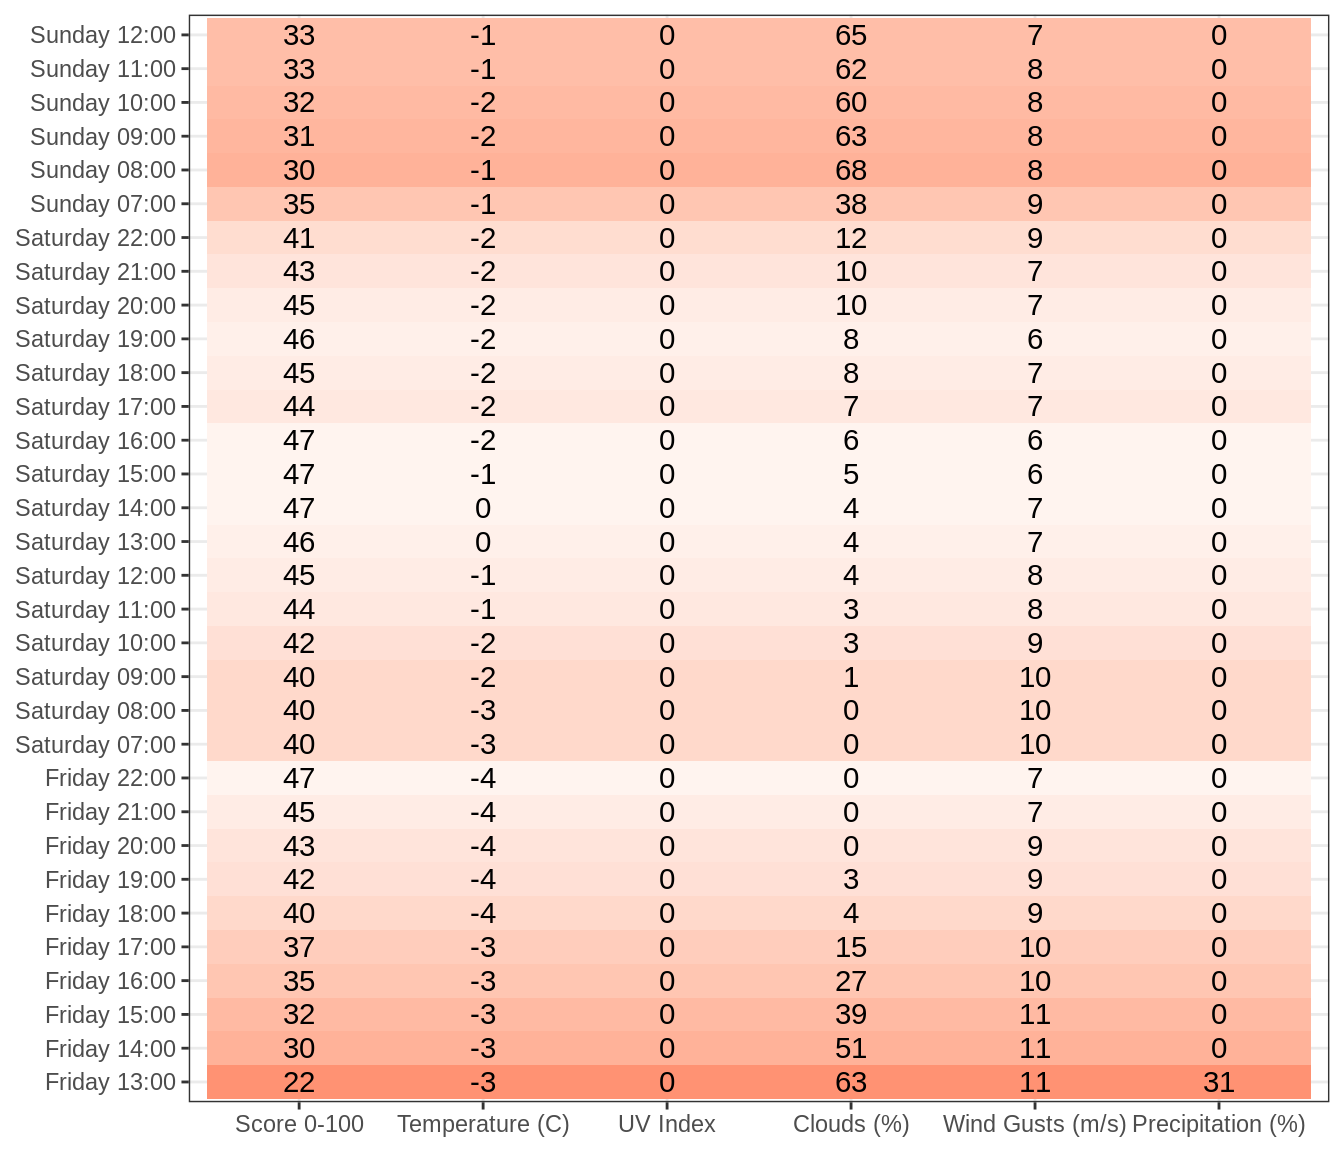 Sunday 12:00 33 -1 0 65 7 0
Sunday 11:00 33 -1 0 62 8 0
Sunday 10:00 32 -2 0 60 8 0
Sunday 09:00 31 -2 0 63 8 0
Sunday 08:00 30 -1 0 68 8 0
Sunday 07:00 35 -1 0 38 9 0
Saturday 22:00 41 -2 0 12 9 0
Saturday 21:00 43 -2 0 10 7 0
Saturday 20:00 45 -2 0 10 7 0
Saturday 19:00 46 -2 0 8 6 0
Saturday 18:00 45 -2 0 8 7 0
Saturday 17:00 44 -2 0 7 7 0
Saturday 16:00 47 -2 0 6 6 0
Saturday 15:00 47 -1 0 5 6 0
Saturday 14:00 47 0 0 4 7 0
Saturday 13:00 46 0 0 4 7 0
Saturday 12:00 45 -1 0 4 8 0
Saturday 11:00 44 -1 0 3 8 0
Saturday 10:00 42 -2 0 3 9 0
Saturday 09:00 40 -2 0 1 10 0
Saturday 08:00 40 -3 0 0 10 0
Saturday 07:00 40 -3 0 0 10 0
Friday 22:00 47 -4 0 0 7 0
Friday 21:00 45 -4 0 0 7 0
Friday 20:00 43 -4 0 0 9 0
Friday 19:00 42 -4 0 3 9 0
Friday 18:00 40 -4 0 4 9 0
Friday 17:00 37 -3 0 15 10 0
Friday 16:00 35 -3 0 27 10 0
Friday 15:00 32 -3 0 39 11 0
Friday 14:00 30 -3 0 51 11 0
Friday 13:00 22 -3 0 63 11 31
Score 0-100 Temperature (C) UV Index Clouds (%) Wind Gusts (m/s) Precipitation (%)